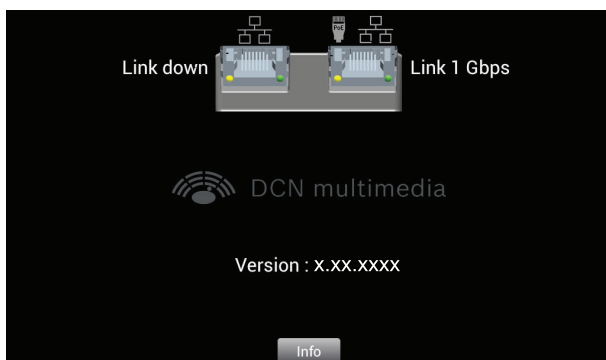 PoE
Link down
Link 1 Gbps
DCN multimedia
Version : x.xx.xxxx
Info